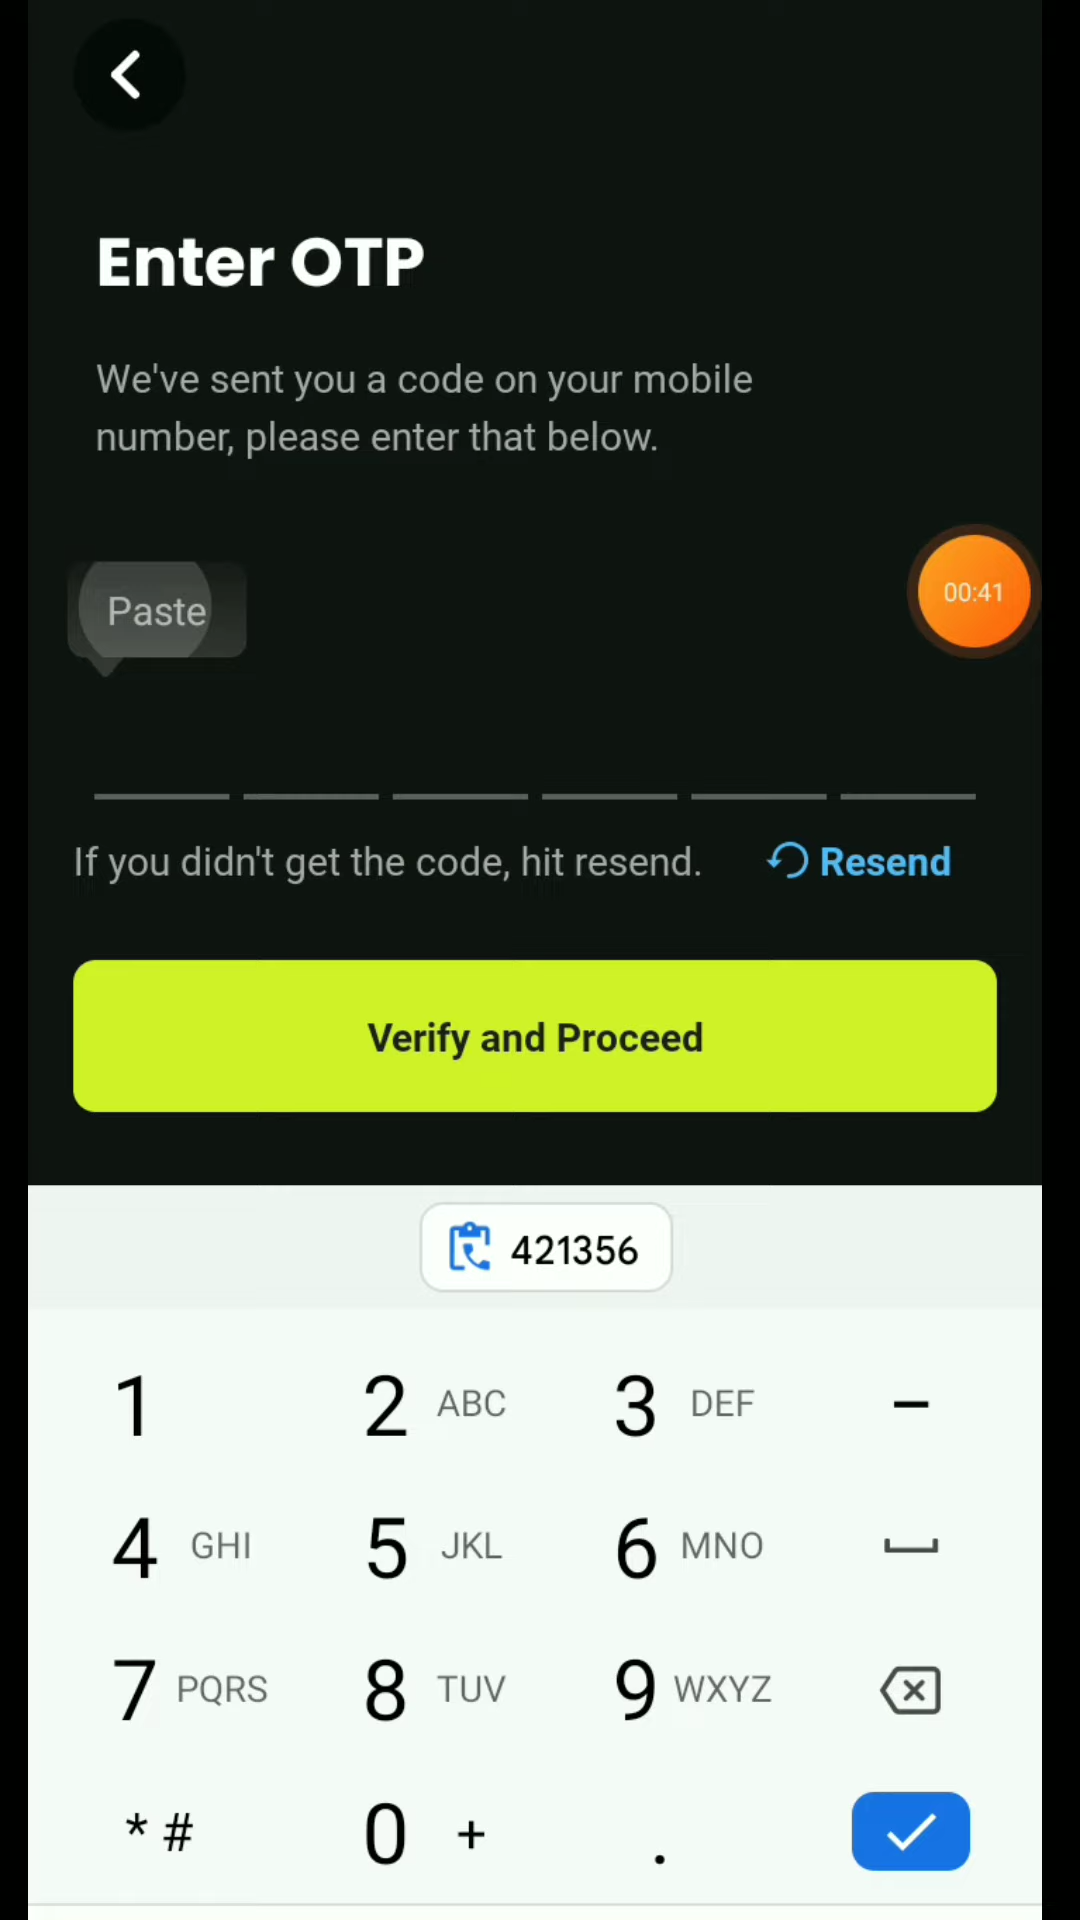 Enter OTP
We've sent you a code on your mobile
number, please enter that below.
00:41
Paste
If you didn't get the code, hit resend. Resend
Verify and Proceed
421356
1 2 ABC 3 DEF –
4 GHI 5 JKL 6 MNO
7 PQRS 8 TUV 9 WXYZ
* # 0 + .